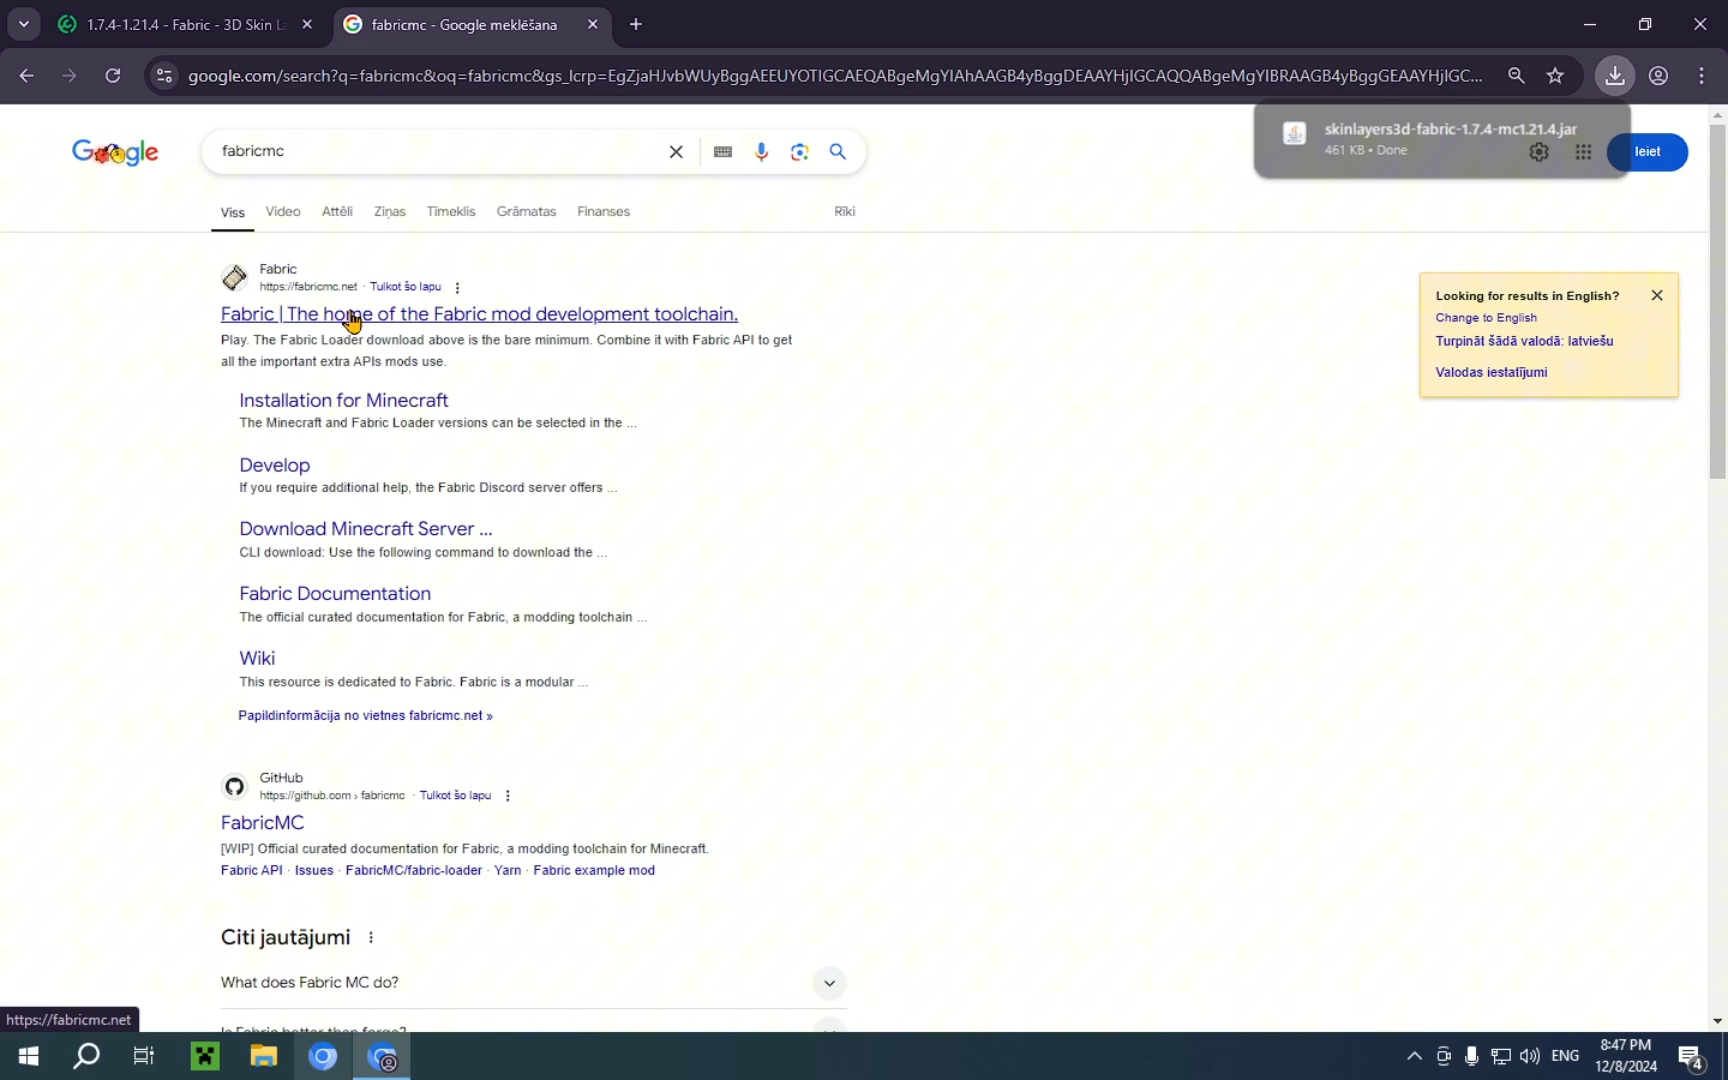 1.7.4-1.21.4 - Fabric - 3D Skin La
fabricmc - Google meklēšana
google.com/search?q=fabricmc&oq=fabricmc&gs_lcrp=EgZjaHJvbWUyBggAEEUYOTIGCAEQABgeMgYIAhAAGB4yBggDEAAYHjIGCAQQABgeMgYIBRAAGB4yBggGEAAYHjIGC...
Google
fabricmc
skinlayers3d-fabric-1.7.4-mc1.21.4.jar
461 KB • Done
Ieiet
Viss Video Attēli Ziņas Tīmeklis Grāmatas Finanses Rīki
Fabric
https://fabricmc.net · Tulkot šo lapu
Fabric | The home of the Fabric mod development toolchain.
Play. The Fabric Loader download above is the bare minimum. Combine it with Fabric API to get
all the important extra APIs mods use.
Installation for Minecraft
The Minecraft and Fabric Loader versions can be selected in the ...
Develop
If you require additional help, the Fabric Discord server offers ...
Download Minecraft Server ...
CLI download: Use the following command to download the ...
Fabric Documentation
The official curated documentation for Fabric, a modding toolchain ...
Wiki
This resource is dedicated to Fabric. Fabric is a modular ...
Papildinformācija no vietnes fabricmc.net »
Looking for results in English?
Change to English
Turpināt šādā valodā: latviešu
Valodas iestatījumi
GitHub
https://github.com › fabricmc · Tulkot šo lapu
FabricMC
[WIP] Official curated documentation for Fabric, a modding toolchain for Minecraft.
Fabric API · Issues · FabricMC/fabric-loader · Yarn · Fabric example mod
Citi jautājumi
What does Fabric MC do?
Is Fabric better than forge?
https://fabricmc.net
ENG
8:47 PM
12/8/2024
4